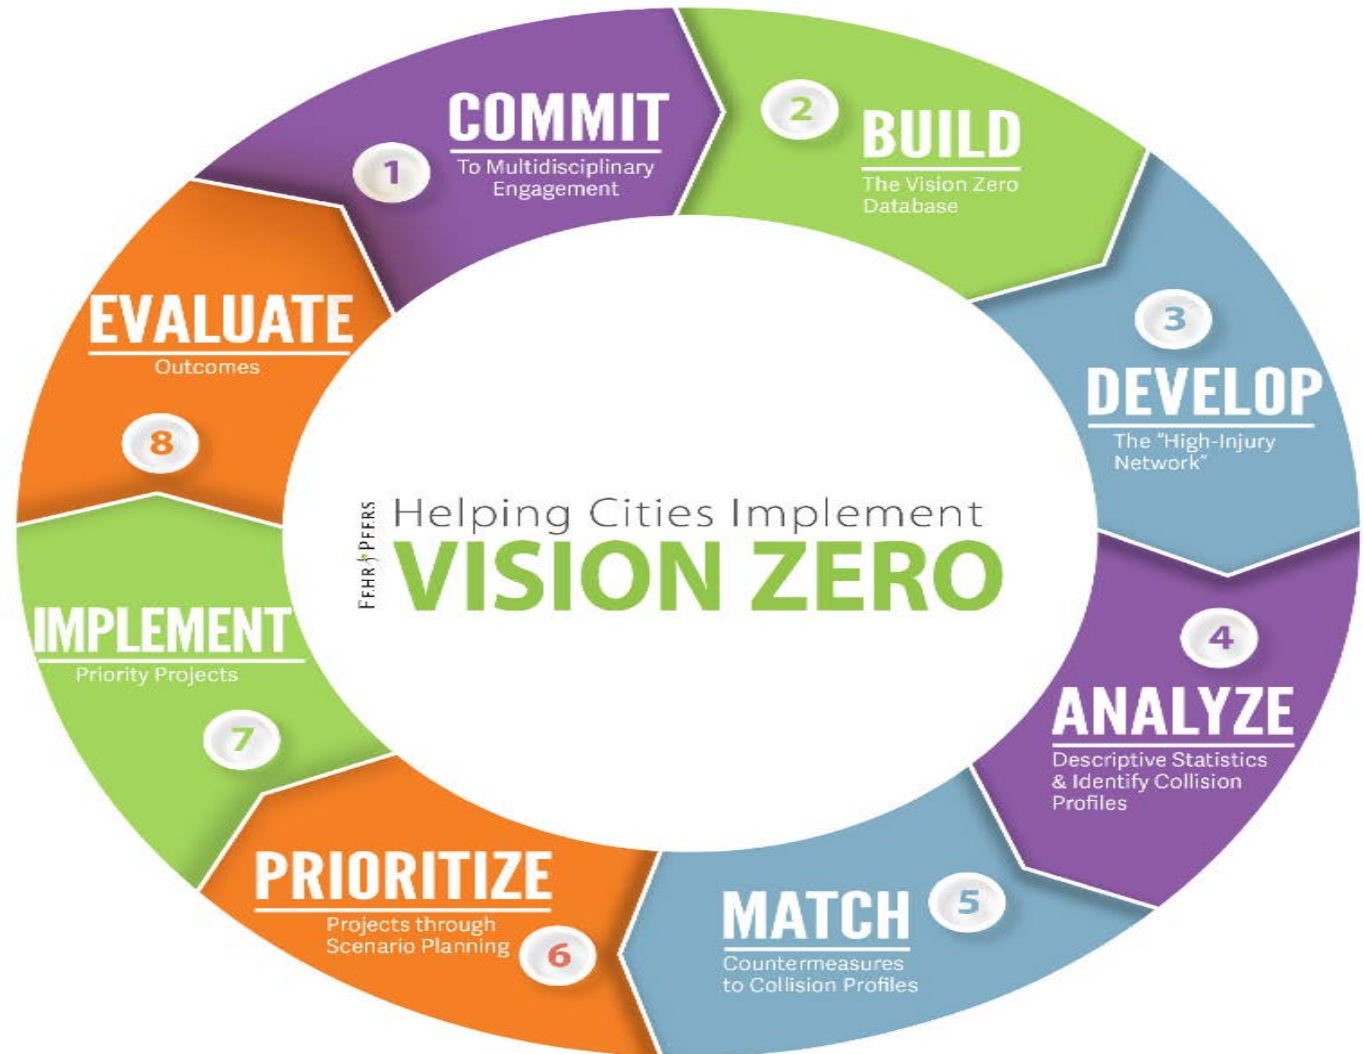 1
COMMIT
To Multidisciplinary
Engagement
2
BUILD
The Vision Zero
Database
3
DEVELOP
The "High-Injury
Network"
4
ANALYZE
Descriptive Statistics
& Identify Collision
Profiles
5
MATCH
Countermeasures
to Collision Profiles
6
PRIORITIZE
Projects through
Scenario Planning
7
IMPLEMENT
Priority Projects
8
EVALUATE
Outcomes
FEHR PEERS
Helping Cities Implement
VISION ZERO